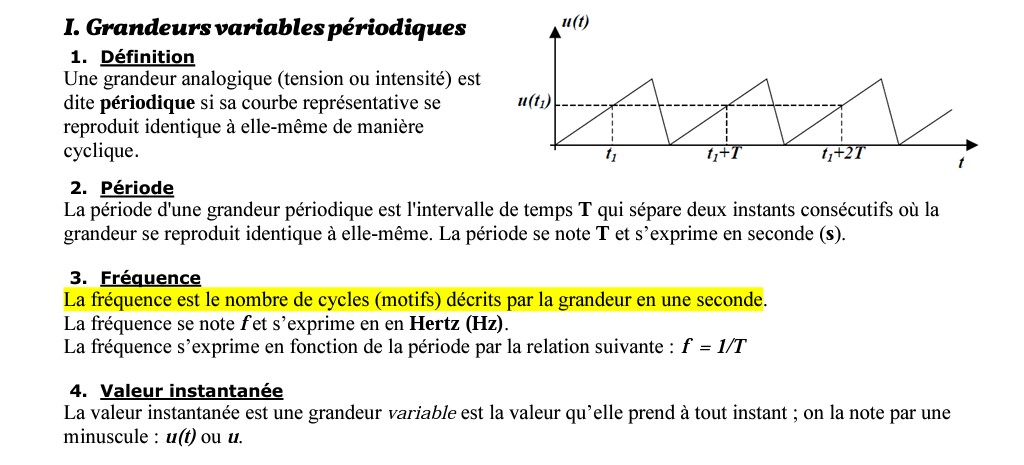 I. Grandeurs variables périodiques
1. Définition
Une grandeur analogique (tension ou intensité) est
dite périodique si sa courbe représentative se
reproduit identique à elle-même de manière
cyclique.
u(t)
u(t₁)
t₁
t₁+T
t₁+2T
t
2. Période
La période d'une grandeur périodique est l'intervalle de temps T qui sépare deux instants consécutifs où la
grandeur se reproduit identique à elle-même. La période se note T et s’exprime en seconde (s).
3. Fréquence
La fréquence est le nombre de cycles (motifs) décrits par la grandeur en une seconde.
La fréquence se note f et s’exprime en en Hertz (Hz).
La fréquence s’exprime en fonction de la période par la relation suivante : f = 1/T
4. Valeur instantanée
La valeur instantanée est une grandeur variable est la valeur qu’elle prend à tout instant ; on la note par une
minuscule : u(t) ou u.